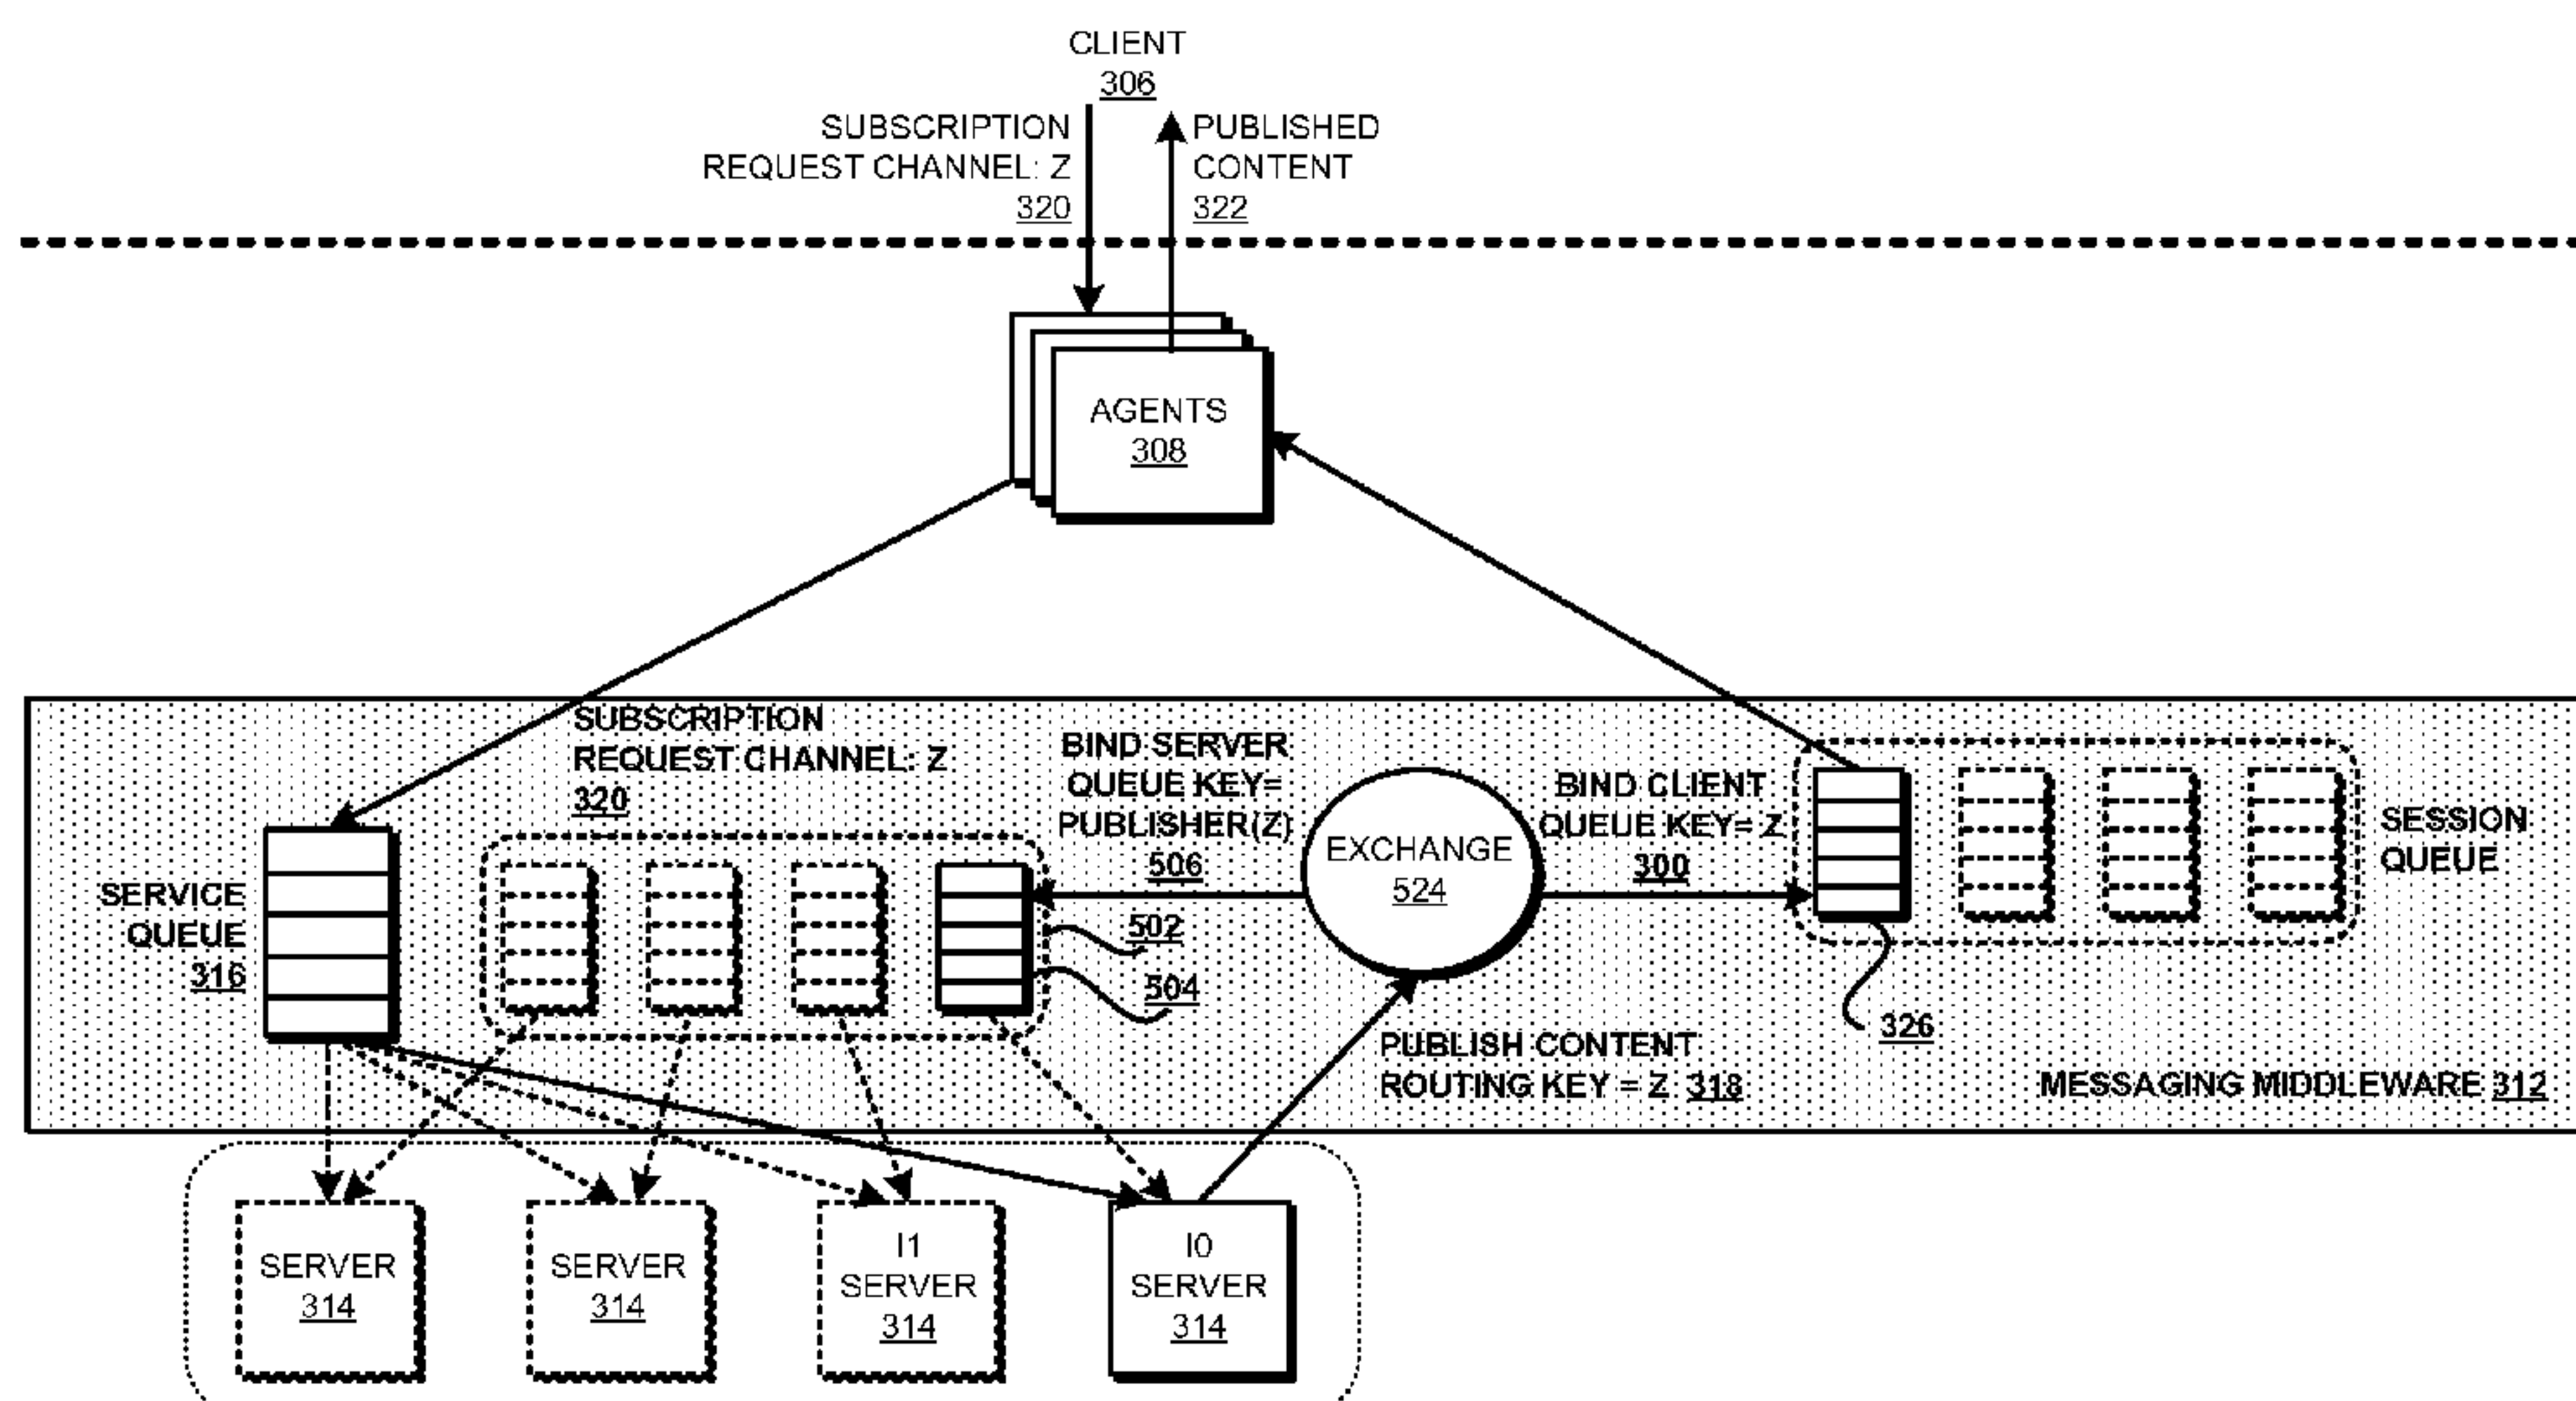 CLIENT
306
SUBSCRIPTION
REQUEST CHANNEL: Z
320
PUBLISHED
CONTENT
322
AGENTS
308
SUBSCRIPTION
REQUEST CHANNEL: Z
320
BIND SERVER
QUEUE KEY=
PUBLISHER(Z)
506
EXCHANGE
524
BIND CLIENT
QUEUE KEY= Z
300
SESSION
QUEUE
SERVICE
QUEUE
316
502
504
326
PUBLISH CONTENT
ROUTING KEY = Z 318
MESSAGING MIDDLEWARE 312
SERVER
314
SERVER
314
I1
SERVER
314
I0
SERVER
314